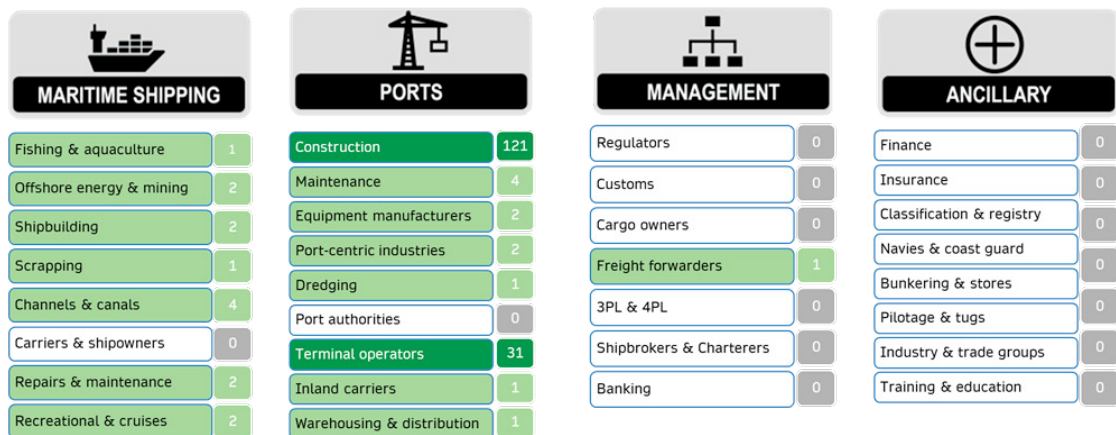 MARITIME SHIPPING
Fishing & aquaculture 1
Offshore energy & mining 2
Shipbuilding 2
Scrapping 1
Channels & canals 4
Carriers & shipowners 0
Repairs & maintenance 2
Recreational & cruises 2
PORTS
Construction 121
Maintenance 4
Equipment manufacturers 2
Port-centric industries 2
Dredging 1
Port authorities 0
Terminal operators 31
Inland carriers 1
Warehousing & distribution 1
MANAGEMENT
Regulators 0
Customs 0
Cargo owners 0
Freight forwarders 1
3PL & 4PL 0
Shipbrokers & Charterers 0
Banking 0
ANCILLARY
Finance 0
Insurance 0
Classification & registry 0
Navies & coast guard 0
Bunkering & stores 0
Pilotage & tugs 0
Industry & trade groups 0
Training & education 0